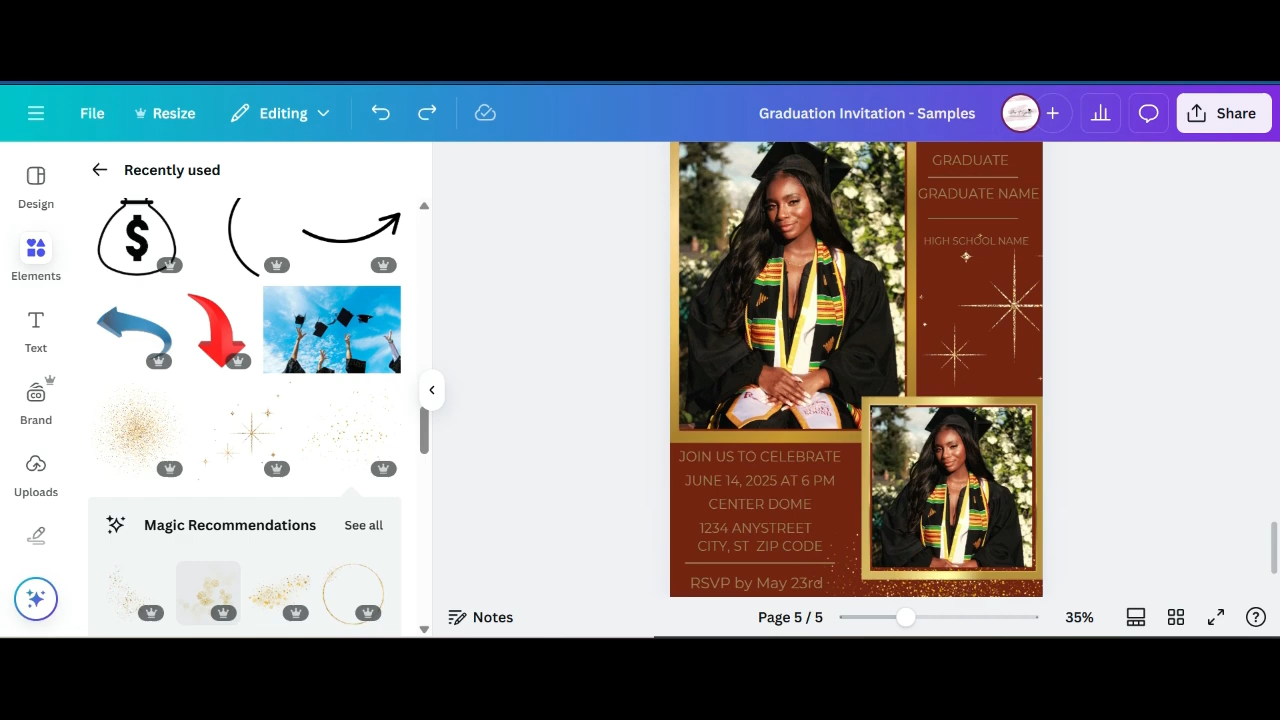 File
Resize
Editing
Graduation Invitation - Samples
Share
Design
Elements
Text
Brand
Uploads
Recently used
$
Magic Recommendations
See all
GRADUATE
GRADUATE NAME
HIGH SCHOOL NAME
JOIN US TO CELEBRATE
JUNE 14, 2025 AT 6 PM
CENTER DOME
1234 ANYSTREET
CITY, ST ZIP CODE
RSVP by May 23rd
Notes
Page 5 / 5
35%